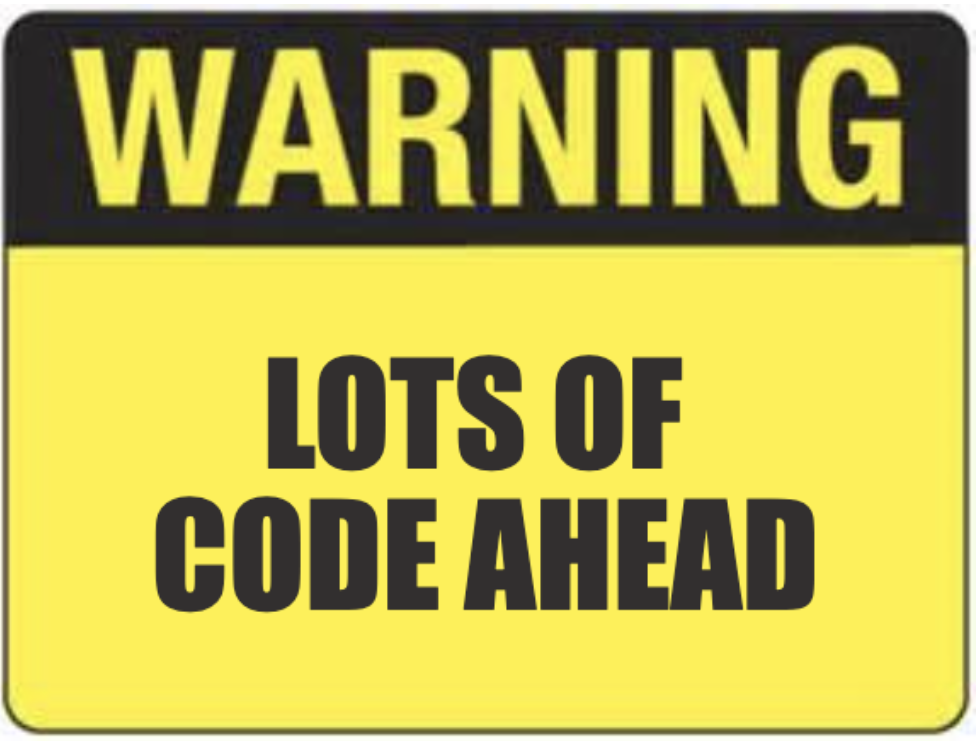 WARNING
LOTS OF
CODE AHEAD